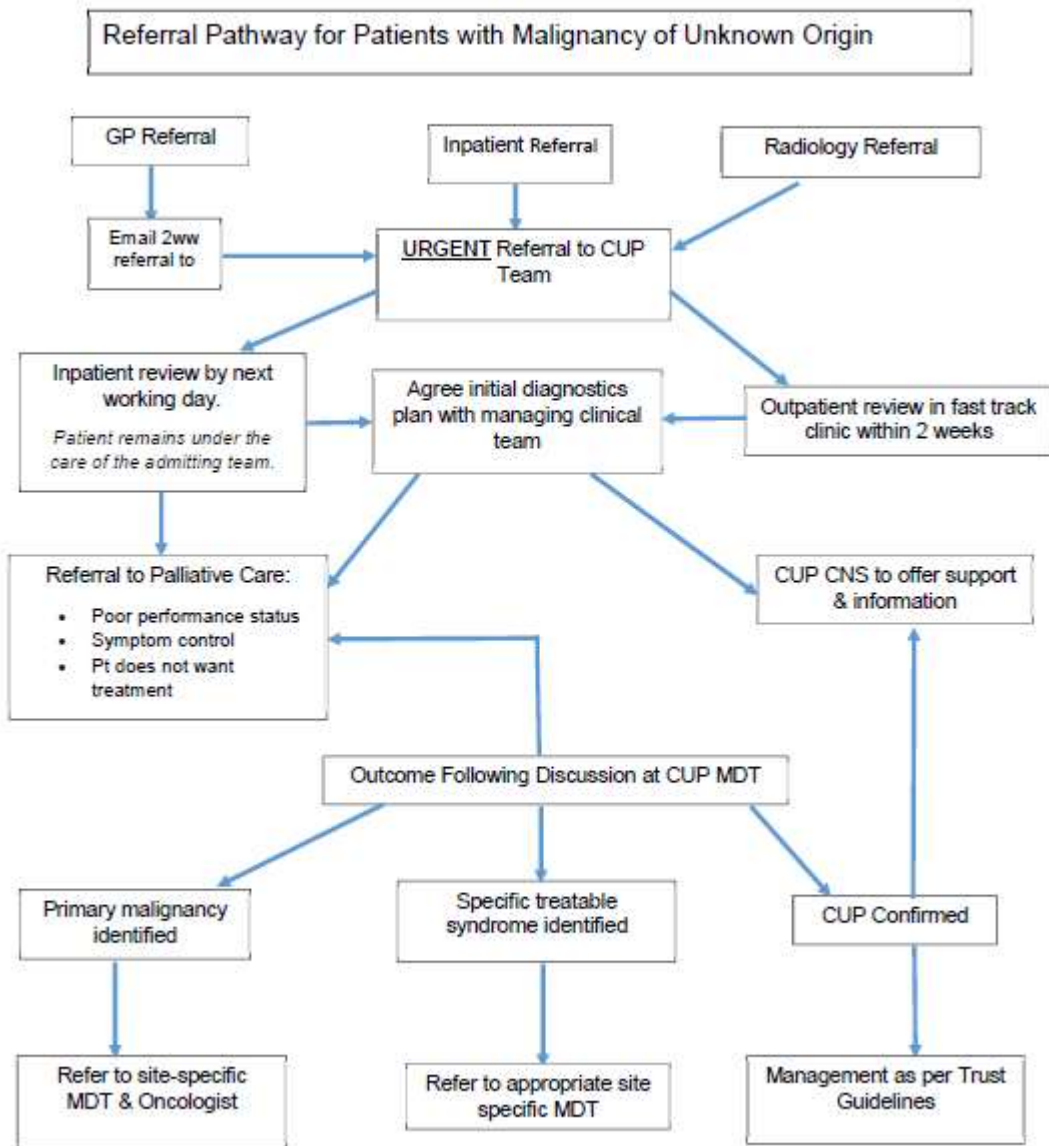 Referral Pathway for Patients with Malignancy of Unknown Origin
GP Referral
Inpatient Referral
Radiology Referral
Email 2ww
referral to
URGENT Referral to CUP
Team
Inpatient review by next
working day.
Patient remains under the
care of the admitting team.
Agree initial diagnostics
plan with managing clinical
team
Outpatient review in fast track
clinic within 2 weeks
Referral to Palliative Care:
• Poor performance status
• Symptom control
• Pt does not want
treatment
CUP CNS to offer support
& information
Outcome Following Discussion at CUP MDT
Primary malignancy
identified
Specific treatable
syndrome identified
CUP Confirmed
Refer to site-specific
MDT & Oncologist
Refer to appropriate site
specific MDT
Management as per Trust
Guidelines